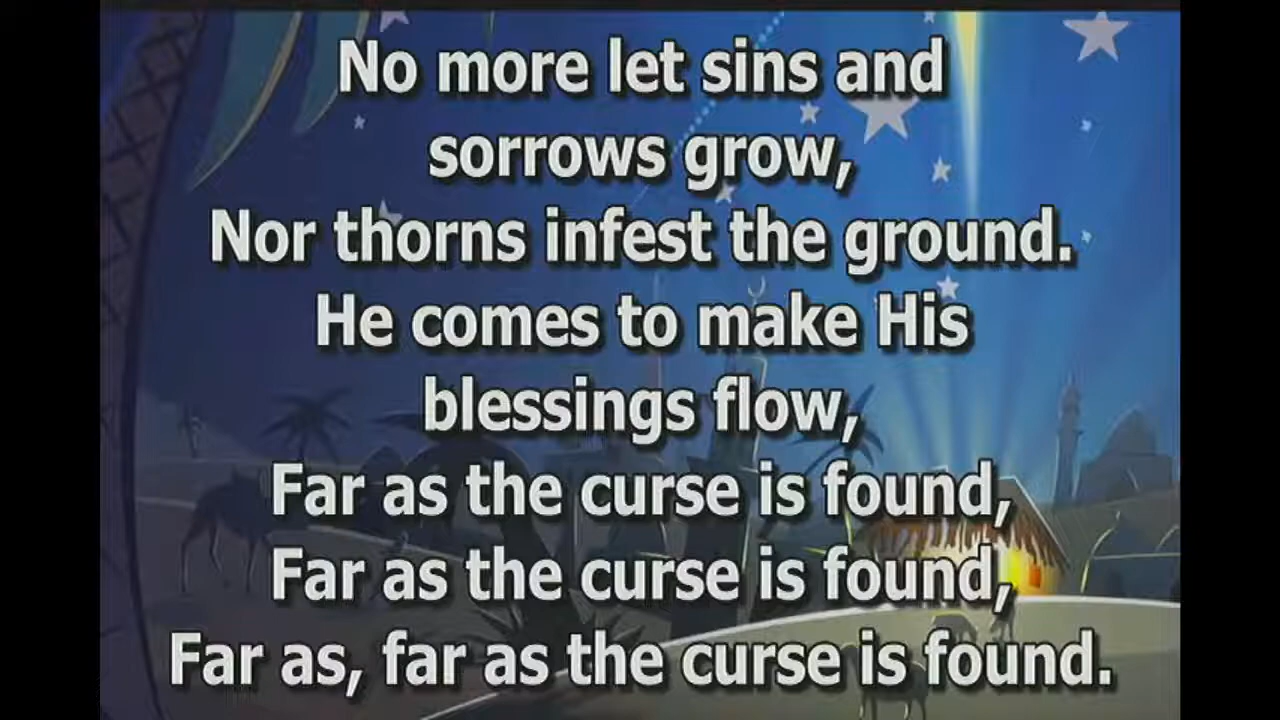 No more let sins and
sorrows grow,
Nor thorns infest the ground.
He comes to make His
blessings flow,
Far as the curse is found,
Far as the curse is found,
Far as, far as the curse is found.